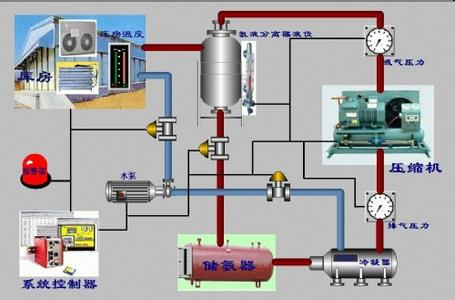 库房温度
氨液分离器液位
库房
吸气压力
压缩机
报警器
水泵
排气压力
储氨器
冷凝器
系统控制器